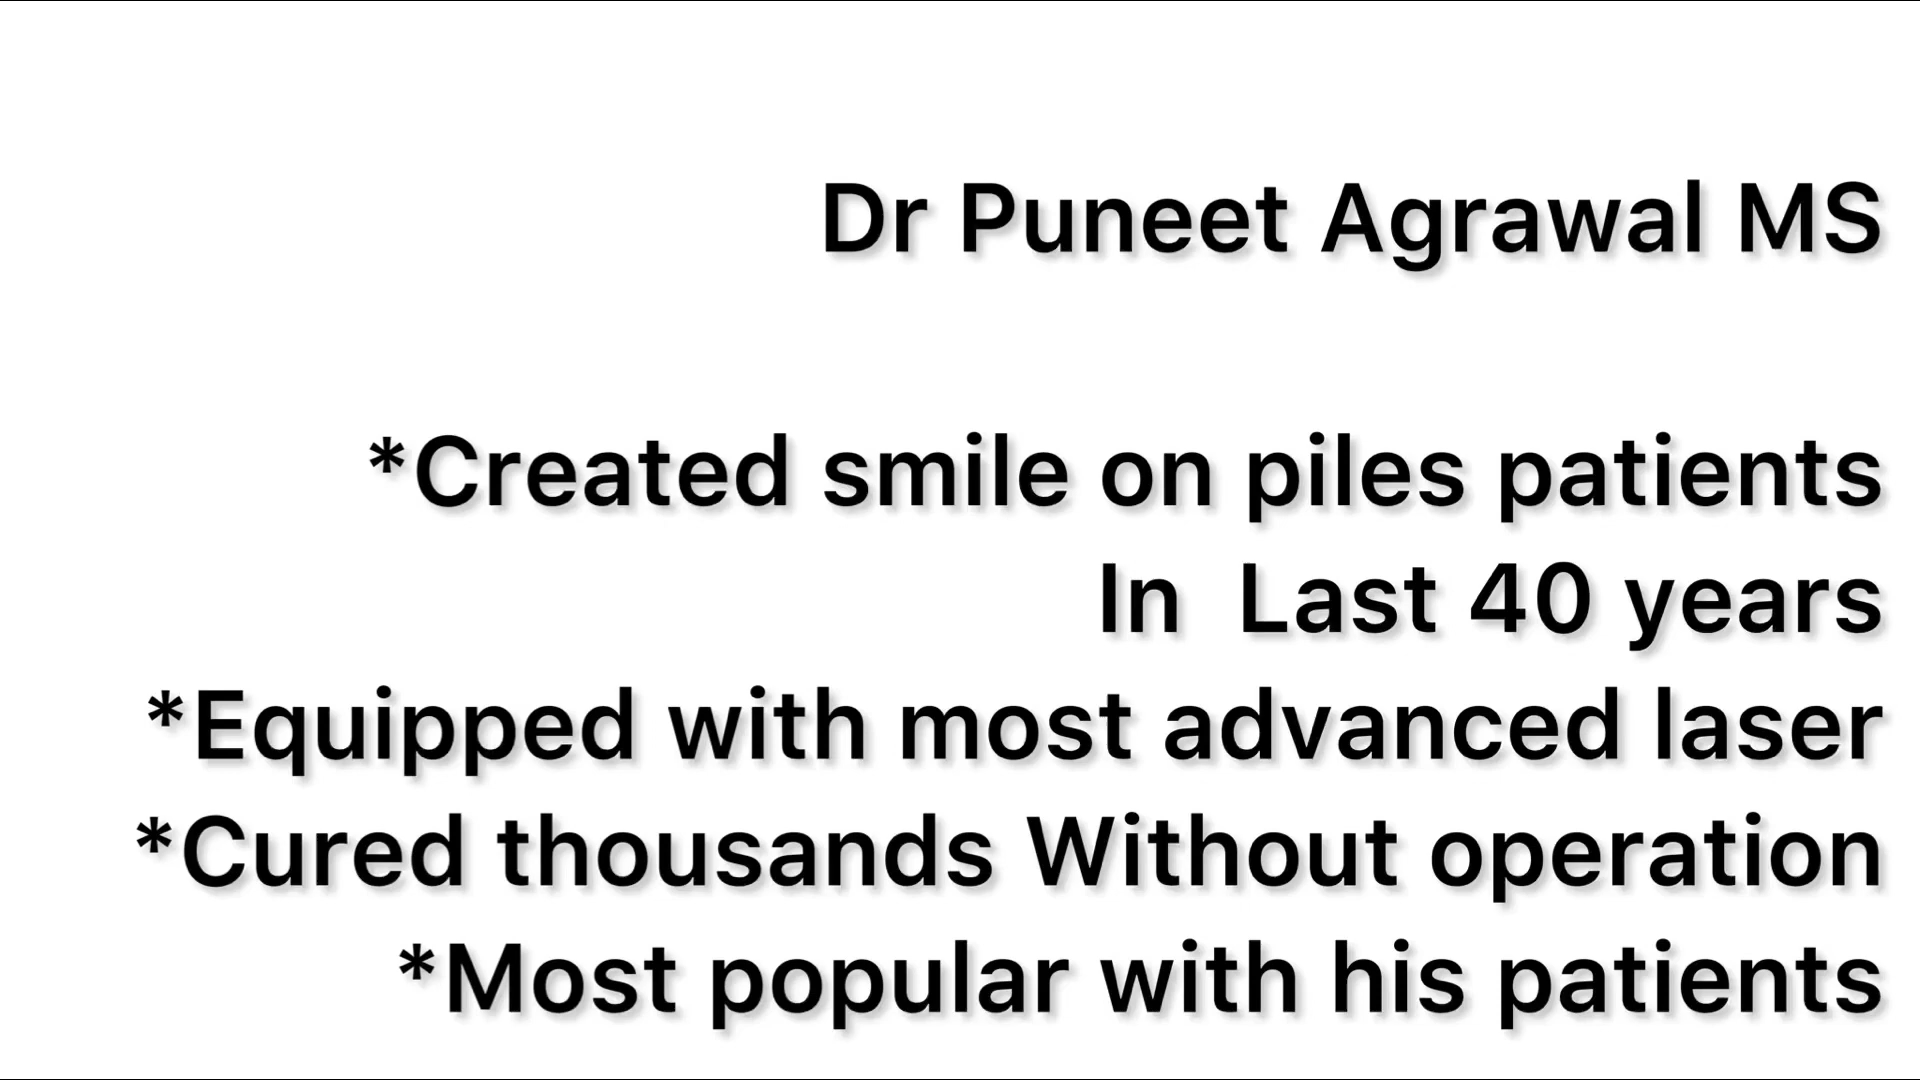 Dr Puneet Agrawal MS
*Created smile on piles patients
In  Last 40 years
*Equipped with most advanced laser
*Cured thousands Without operation
*Most popular with his patients